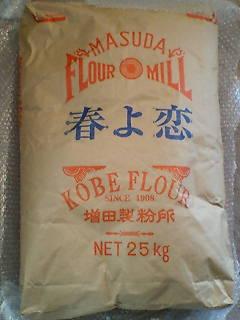 MASUDA
FLOUR MILL
春よ恋
KOBE FLOUR
SINCE 1908
増田製粉所
NET 25kg